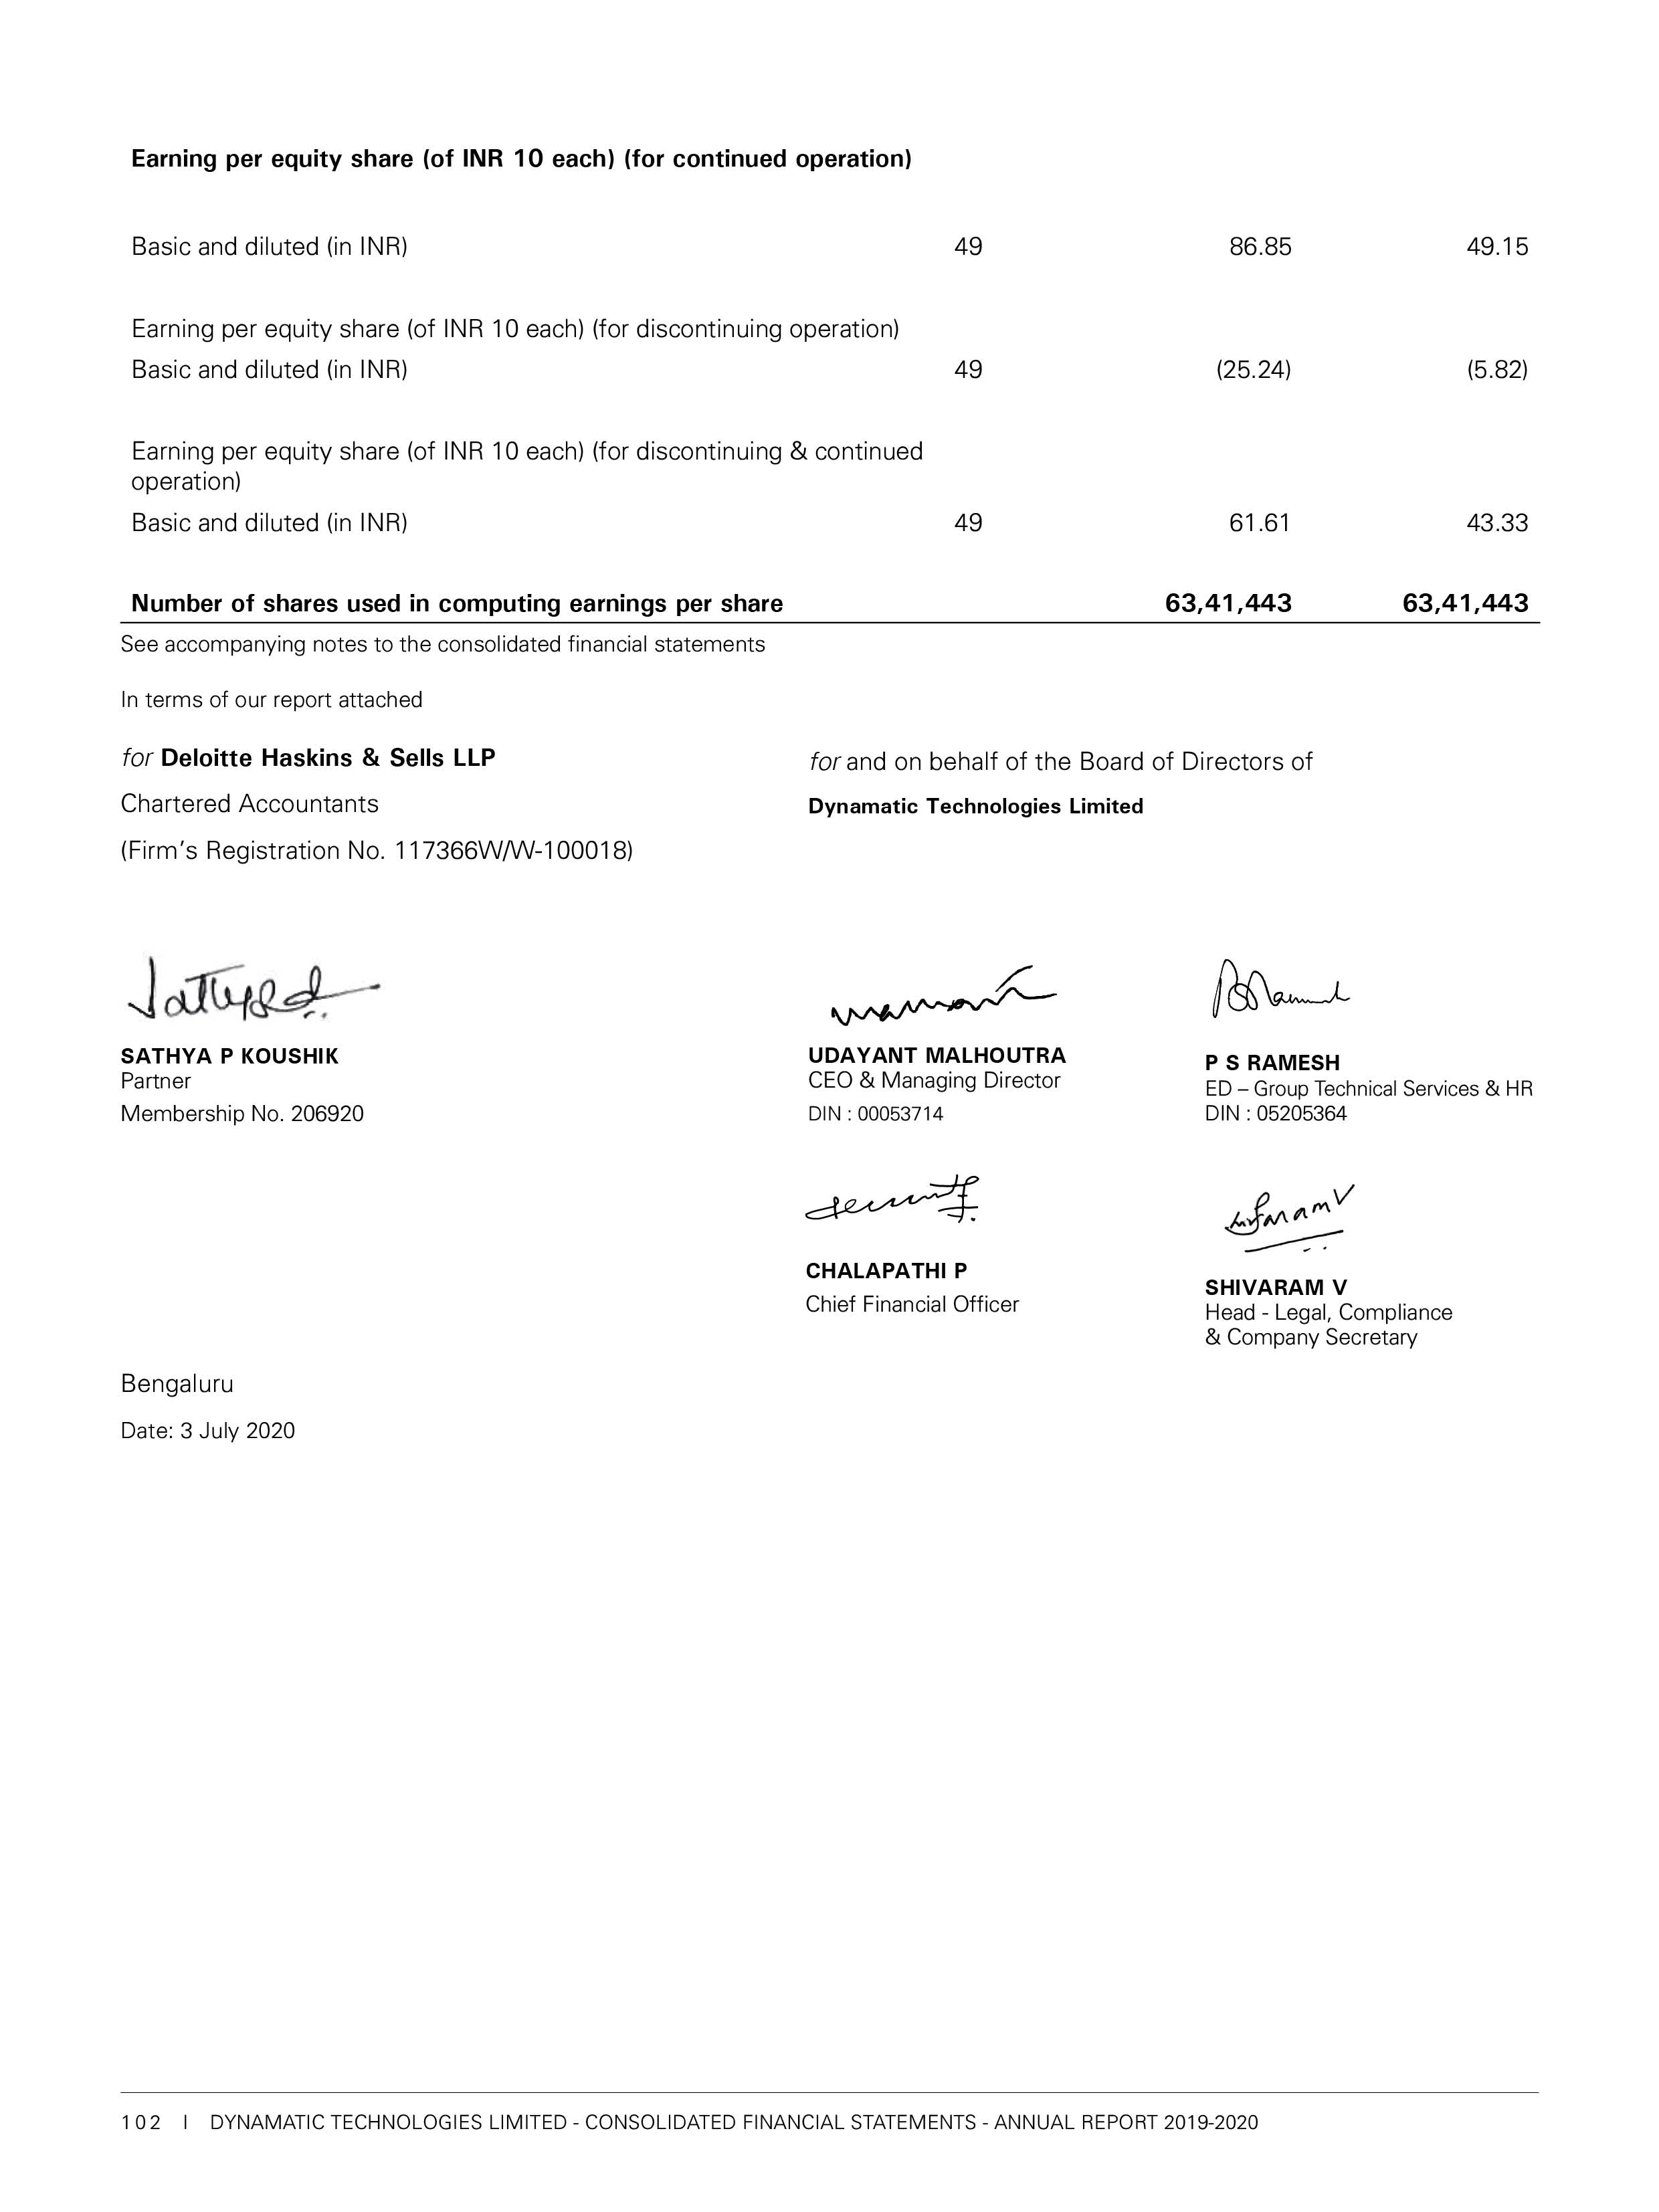 Earning per equity share (of INR 10 each) (for continued operation)
Basic and diluted (in INR) 49 86.85 49.15
Earning per equity share (of INR 10 each) (for discontinuing operation)
Basic and diluted (in INR) 49 (25.24) (5.82)
Earning per equity share (of INR 10 each) (for discontinuing & continued
operation)
Basic and diluted (in INR) 49 61.61 43.33
Number of shares used in computing earnings per share 63,41,443 63,41,443
See accompanying notes to the consolidated financial statements
In terms of our report attached
for Deloitte Haskins & Sells LLP
Chartered Accountants
(Firm's Registration No. 117366W/W-100018)
for and on behalf of the Board of Directors of
Dynamatic Technologies Limited
SATHYA P KOUSHIK
Partner
Membership No. 206920
UDAYANT MALHOUTRA
CEO & Managing Director
DIN : 00053714
P S RAMESH
ED – Group Technical Services & HR
DIN : 05205364
CHALAPATHI P
Chief Financial Officer
SHIVARAM V
Head - Legal, Compliance
& Company Secretary
Bengaluru
Date: 3 July 2020
102 I DYNAMATIC TECHNOLOGIES LIMITED - CONSOLIDATED FINANCIAL STATEMENTS - ANNUAL REPORT 2019-2020